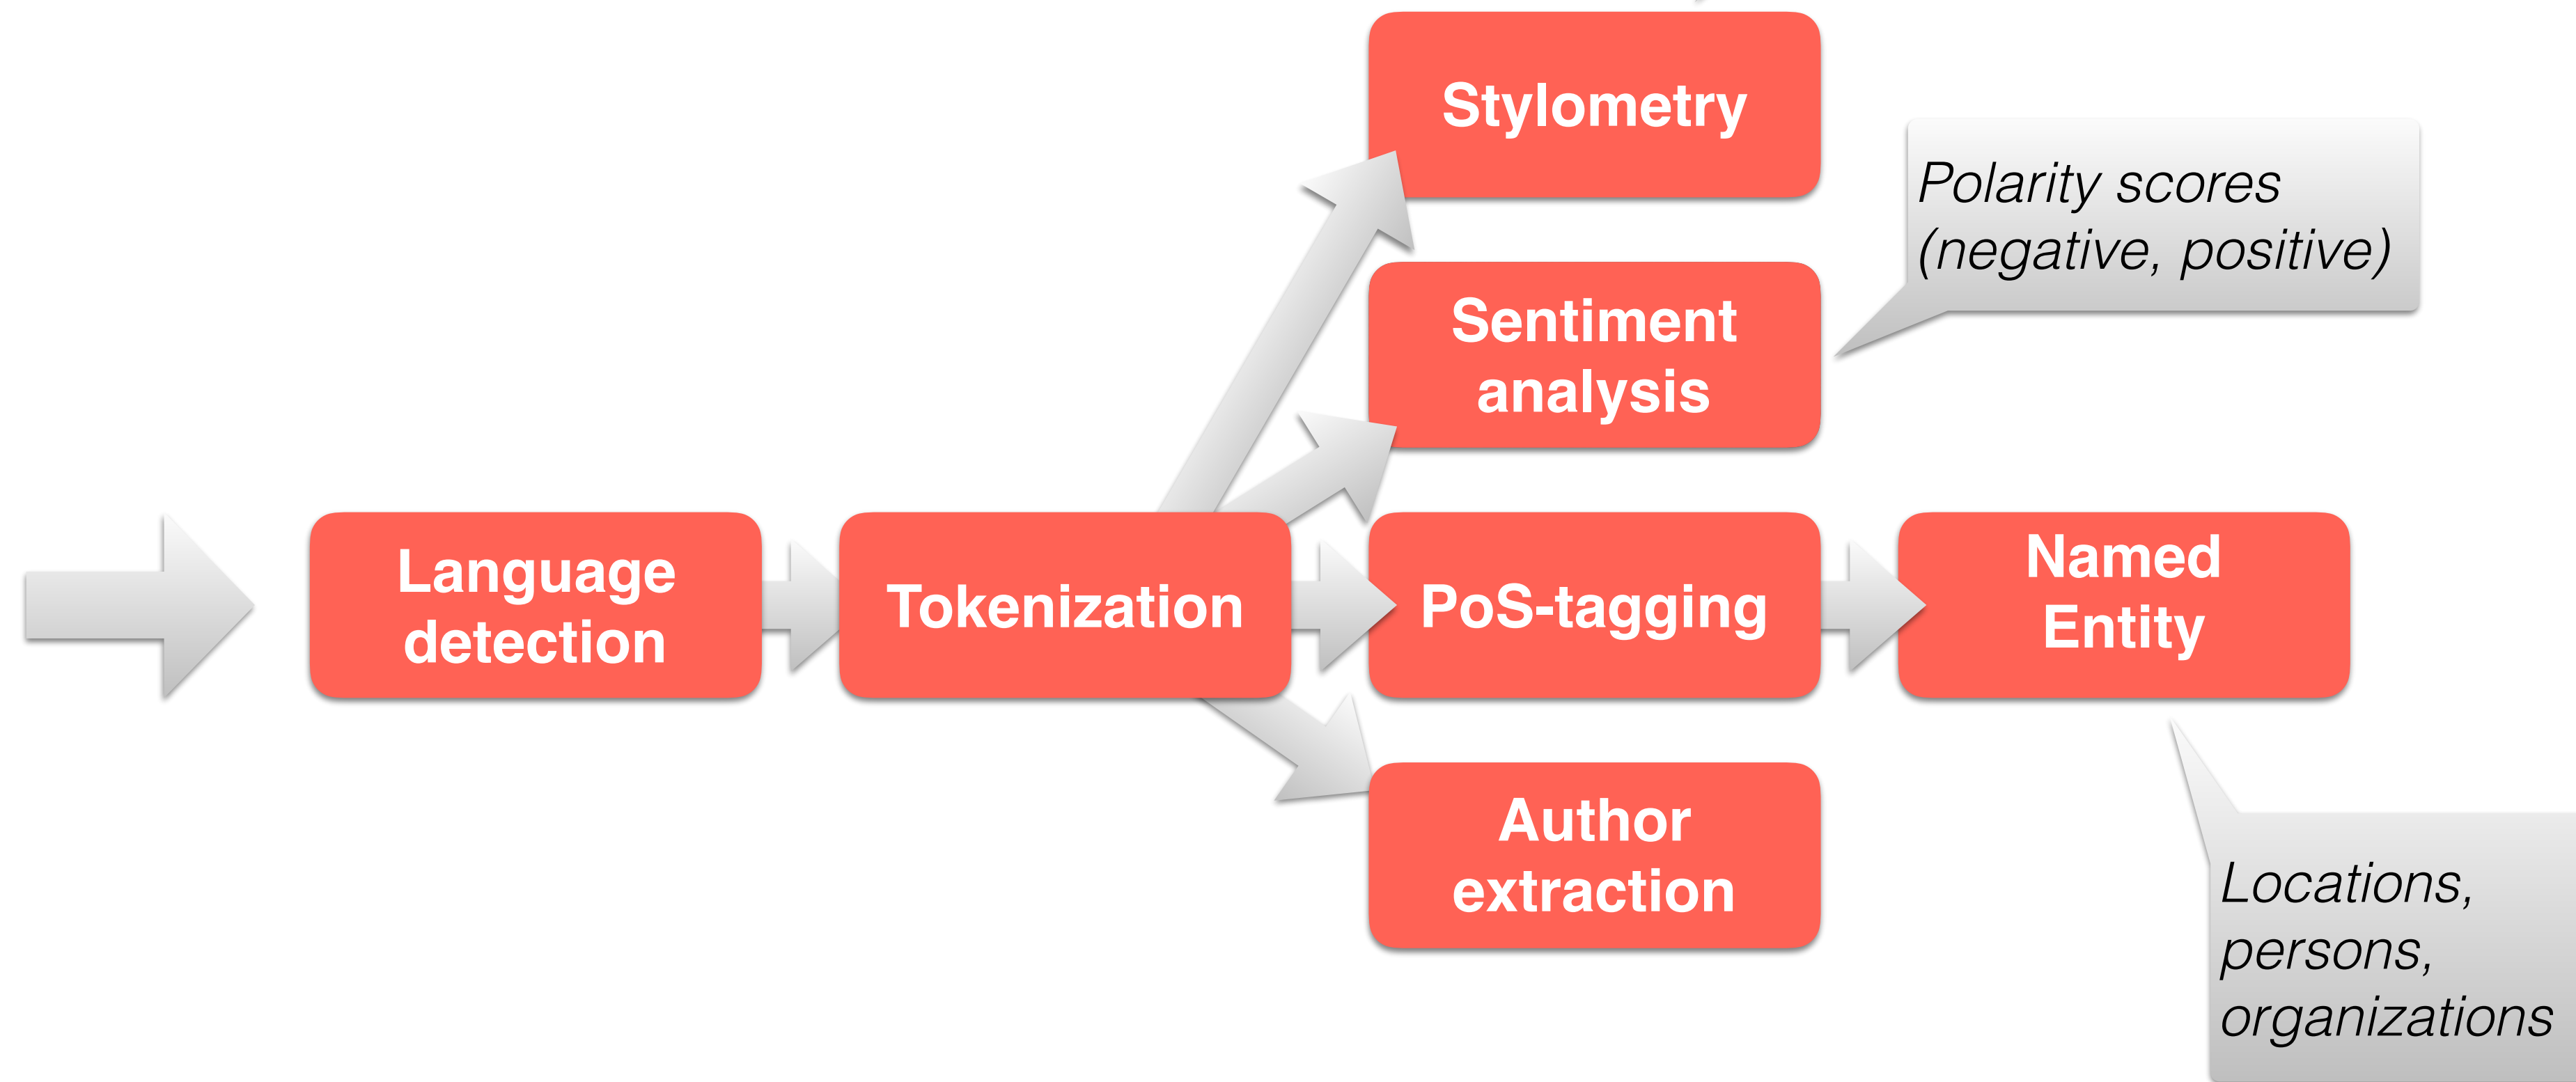 Stylometry
Polarity scores
(negative, positive)
Sentiment
analysis
Language
detection
Tokenization
PoS-tagging
Named
Entity
Author
extraction
Locations,
persons,
organizations